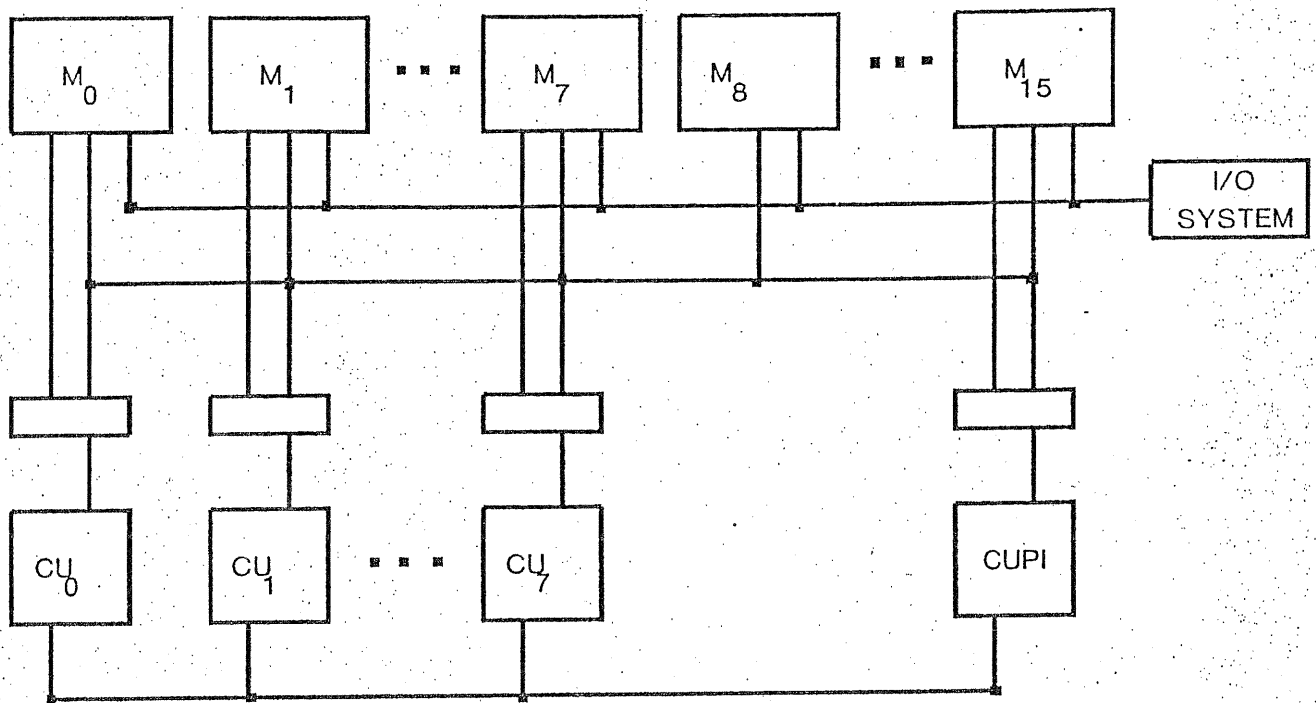 M₀ M₁ ... M₇ M₈ ... M₁₅
I/O
SYSTEM
CU₀ CU₁ ... CU₇ CUPI